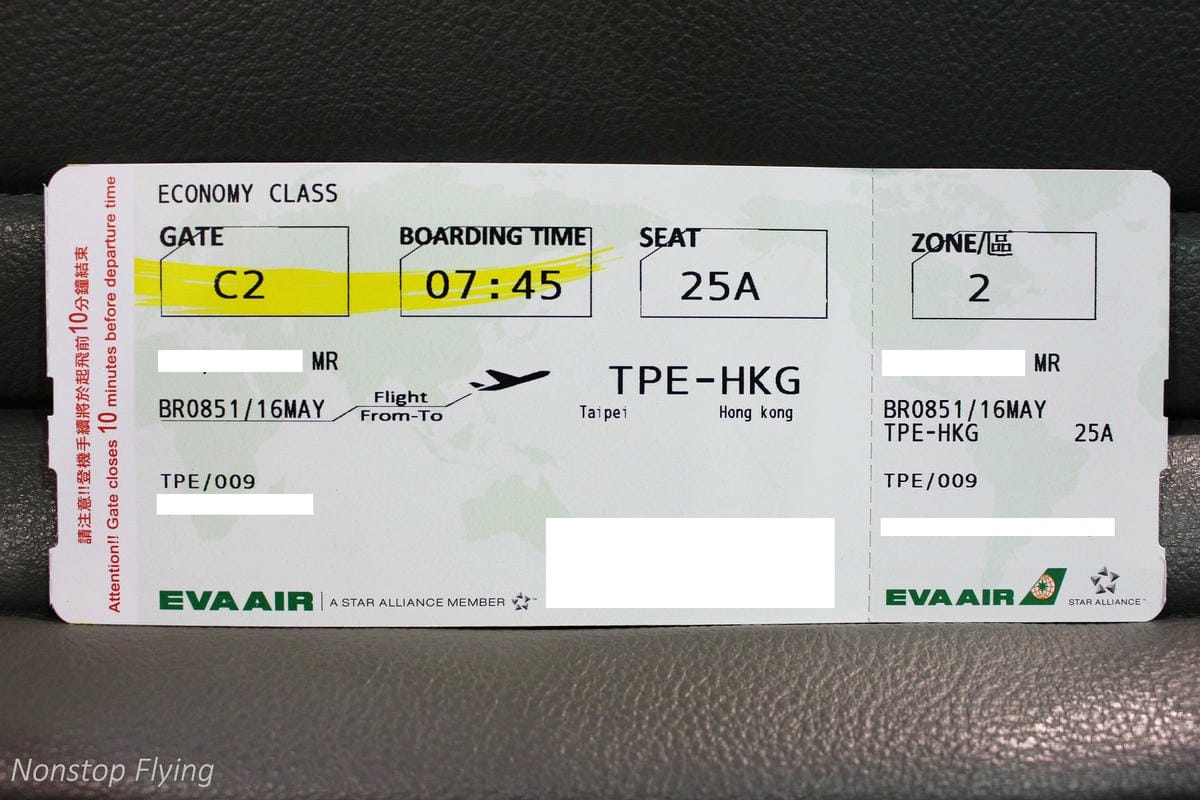 請注意!!登機手續將於起飛前10分鐘結束
Attention!! Gate closes 10 minutes before departure time
ECONOMY CLASS
GATE
C2
BOARDING TIME
07:45
SEAT
25A
MR
BR0851/16MAY
Flight
From-To
TPE-HKG
Taipei Hong kong
TPE/009
EVA AIR A STAR ALLIANCE MEMBER
ZONE/區
2
MR
BR0851/16MAY
TPE-HKG 25A
TPE/009
EVA AIR
STAR ALLIANCE
Nonstop Flying